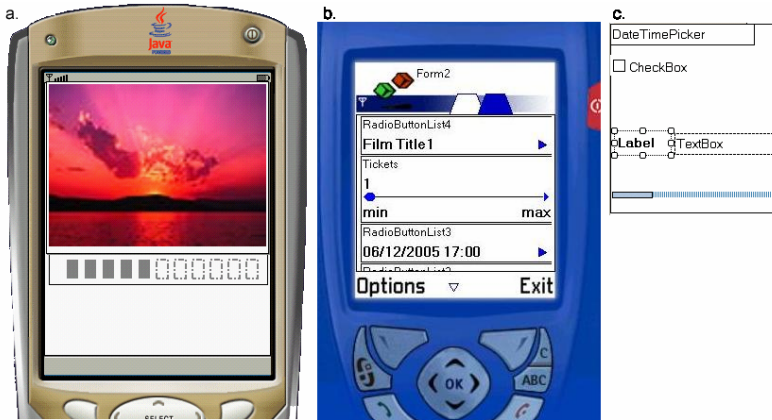 a.
Java
POWERED
SELECT
b.
Form2
RadioButtonList4
Film Title1
Tickets
1
min max
RadioButtonList3
06/12/2005 17:00
Options Exit
C
OK
ABC
c.
DateTimePicker
CheckBox
Label TextBox